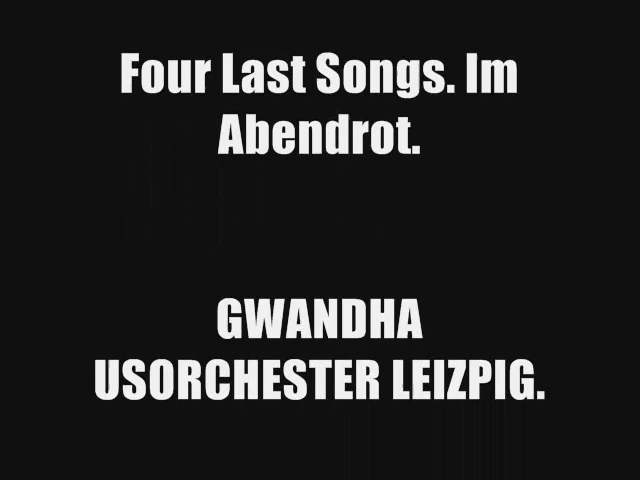 Four Last Songs. Im
Abendrot.
GWANDHA
USORCHESTER LEIZPIG.